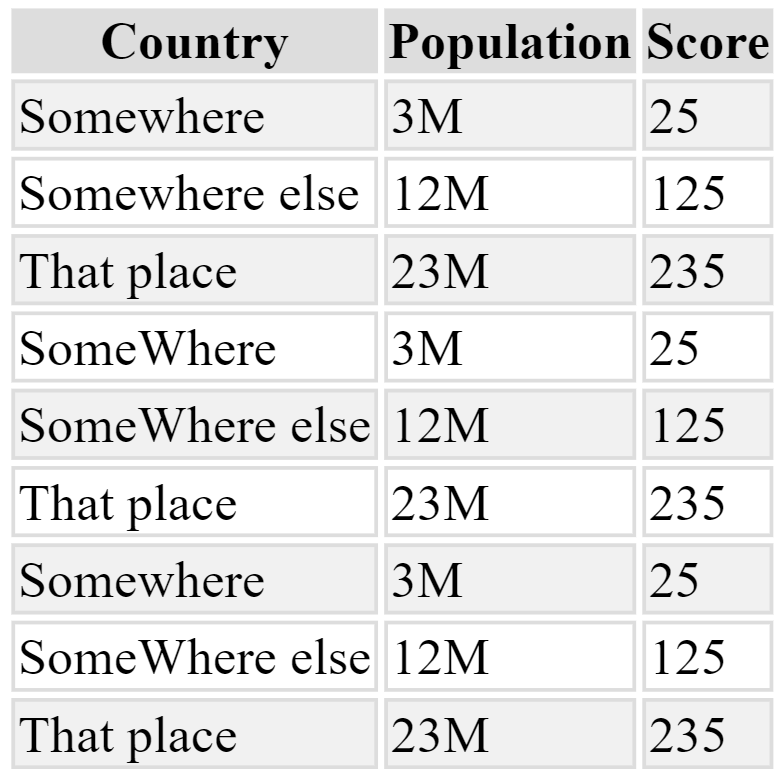 Country Population Score
Somewhere 3M 25
Somewhere else 12M 125
That place 23M 235
SomeWhere 3M 25
SomeWhere else 12M 125
That place 23M 235
Somewhere 3M 25
SomeWhere else 12M 125
That place 23M 235